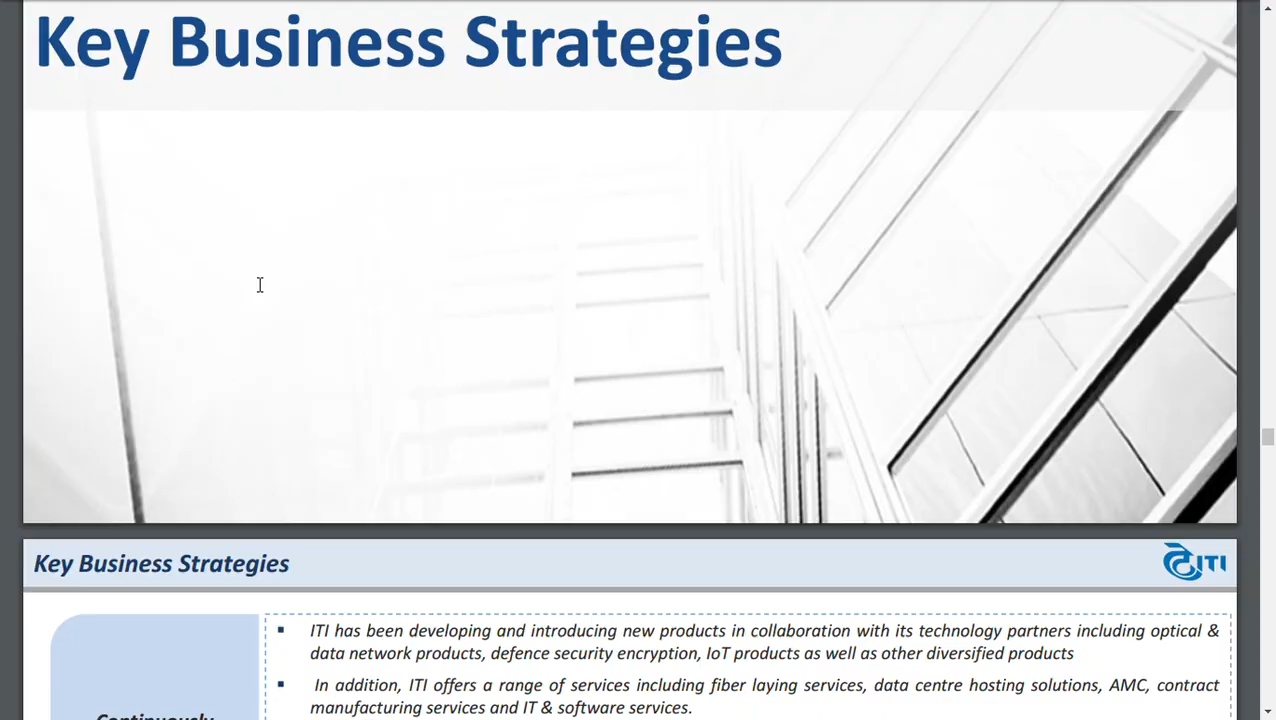 Key Business Strategies
Key Business Strategies
ITI
▪ ITI has been developing and introducing new products in collaboration with its technology partners including optical &
data network products, defence security encryption, IoT products as well as other diversified products
▪ In addition, ITI offers a range of services including fiber laying services, data centre hosting solutions, AMC, contract
manufacturing services and IT & software services.
Continuously